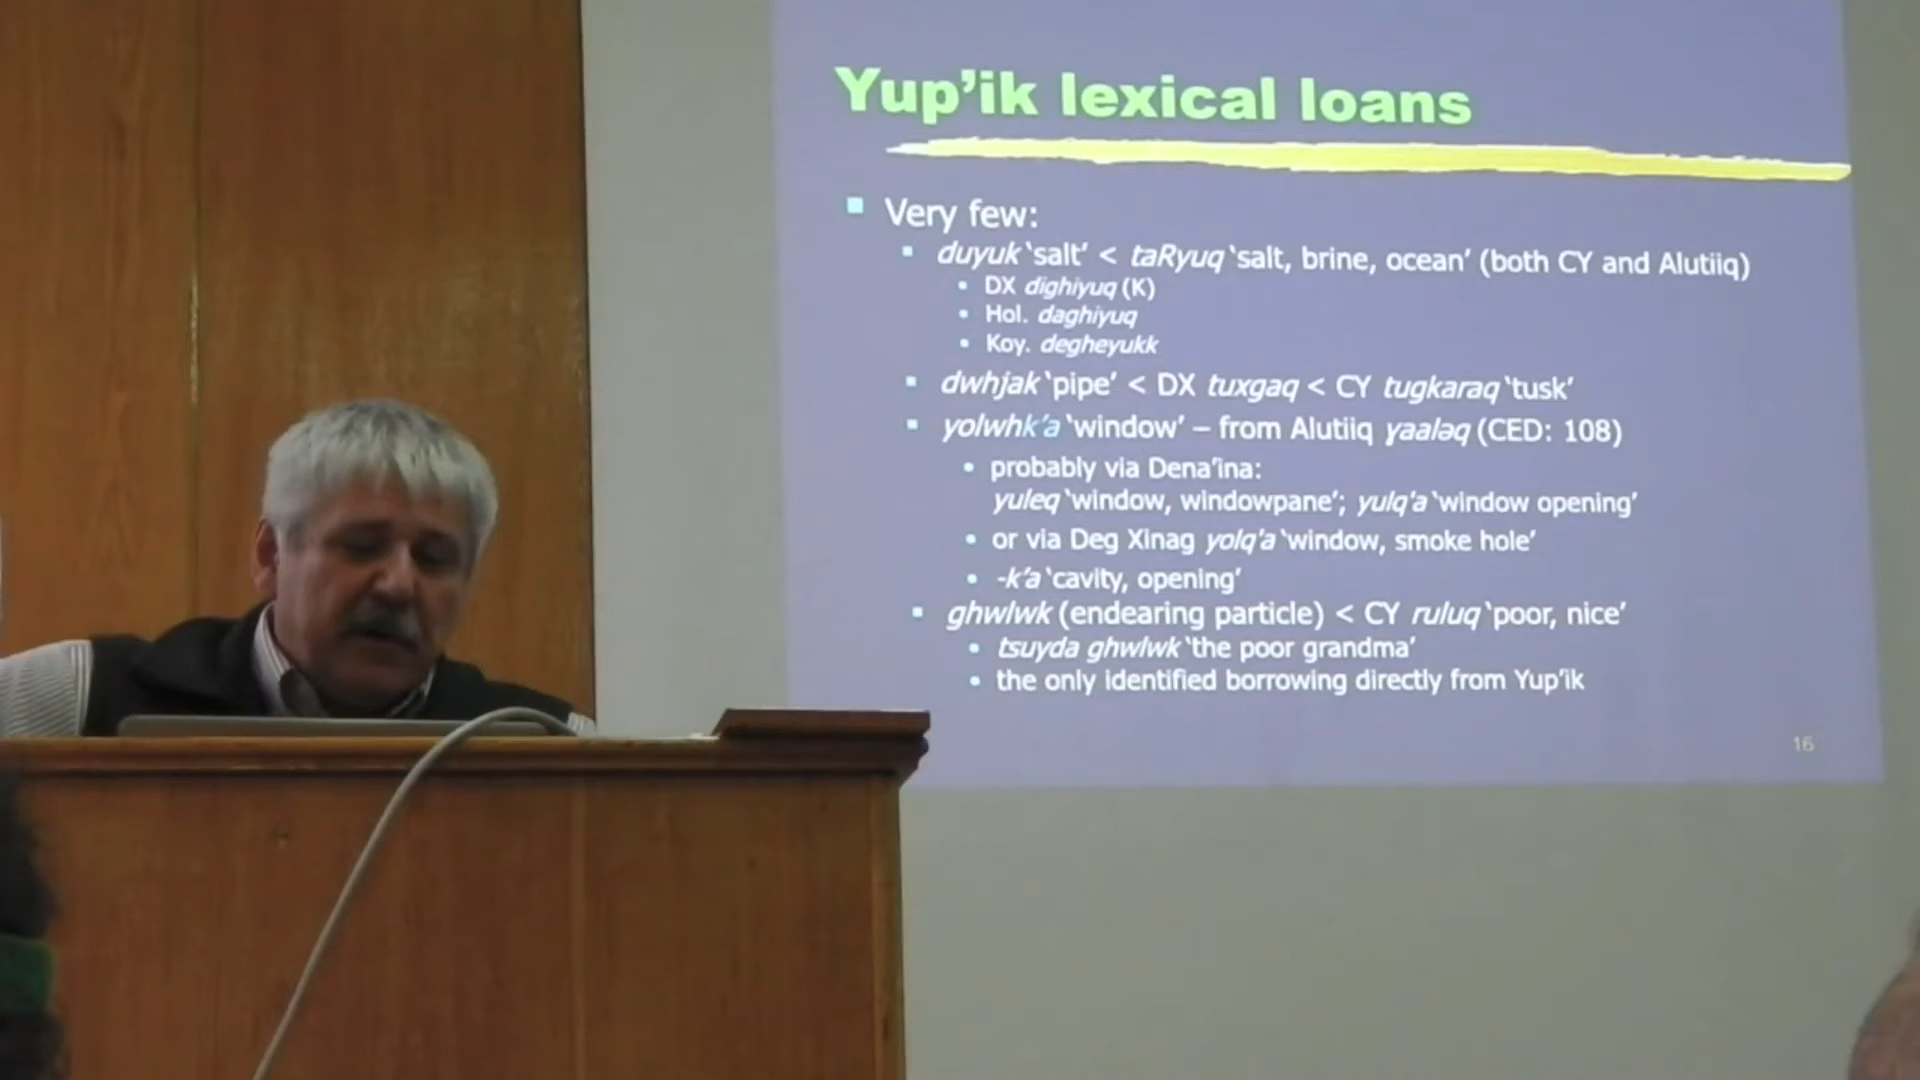 Yup’ik lexical loans
Very few:
duyuk ‘salt’ < taRyuq ‘salt, brine, ocean’ (both CY and Alutiiq)
DX dighiyuq (K)
Hol. daghiyuq
Koy. degheyukk
dwhjak ‘pipe’ < DX tuxgaq < CY tugkaraq ‘tusk’
yolwhk’a ‘window’ – from Alutiiq yaaləq (CED: 108)
probably via Dena’ina:
yuleq ‘window, windowpane’; yulq’a ‘window opening’
or via Deg Xinag yolq’a ‘window, smoke hole’
-k’a ‘cavity, opening’
ghwlwk (endearing particle) < CY ruluq ‘poor, nice’
tsuyda ghwlwk ‘the poor grandma’
the only identified borrowing directly from Yup’ik
16